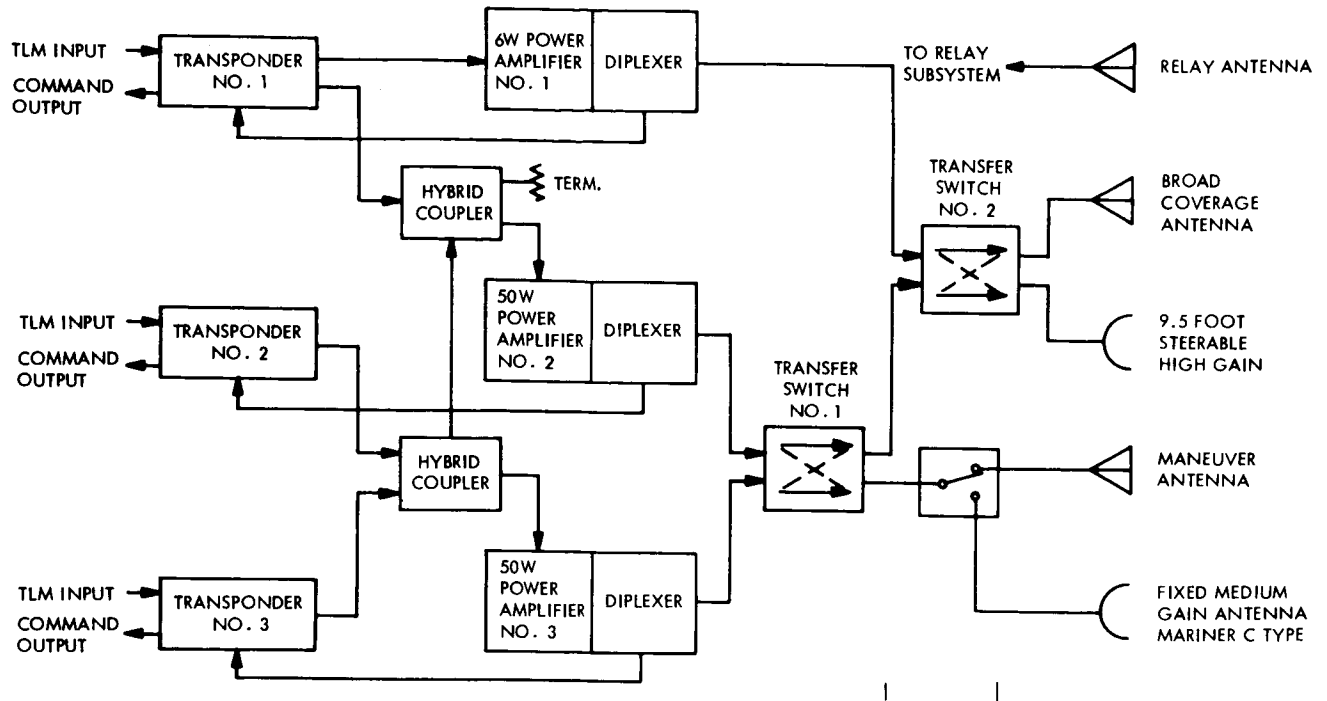 TLM INPUT
COMMAND
OUTPUT
TRANSPONDER
NO. 1
6W POWER
AMPLIFIER
NO. 1
DIPLEXER
TO RELAY
SUBSYSTEM
RELAY ANTENNA
HYBRID
COUPLER
TERM.
TRANSFER
SWITCH
NO. 2
BROAD
COVERAGE
ANTENNA
TLM INPUT
COMMAND
OUTPUT
TRANSPONDER
NO. 2
50W
POWER
AMPLIFIER
NO. 2
DIPLEXER
9.5 FOOT
STEERABLE
HIGH GAIN
TRANSFER
SWITCH
NO. 1
HYBRID
COUPLER
MANEUVER
ANTENNA
TLM INPUT
COMMAND
OUTPUT
TRANSPONDER
NO. 3
50W
POWER
AMPLIFIER
NO. 3
DIPLEXER
FIXED MEDIUM
GAIN ANTENNA
MARINER C TYPE